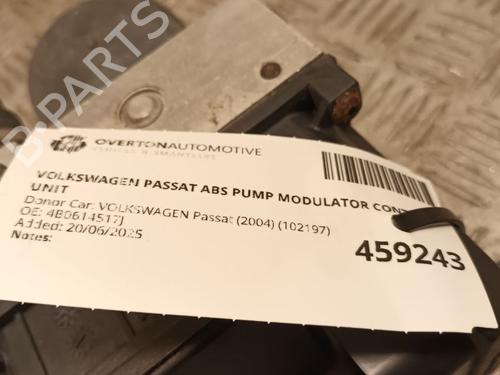 B-PARTS
OVERTONAUTOMOTIVE
VOLKSWAGEN PASSAT ABS PUMP MODULATOR CONT
UNIT
Donor Car: VOLKSWAGEN Passat (2004) (102197)
OE: 4B0614517J
Added: 20/06/2025
Notes:
459243